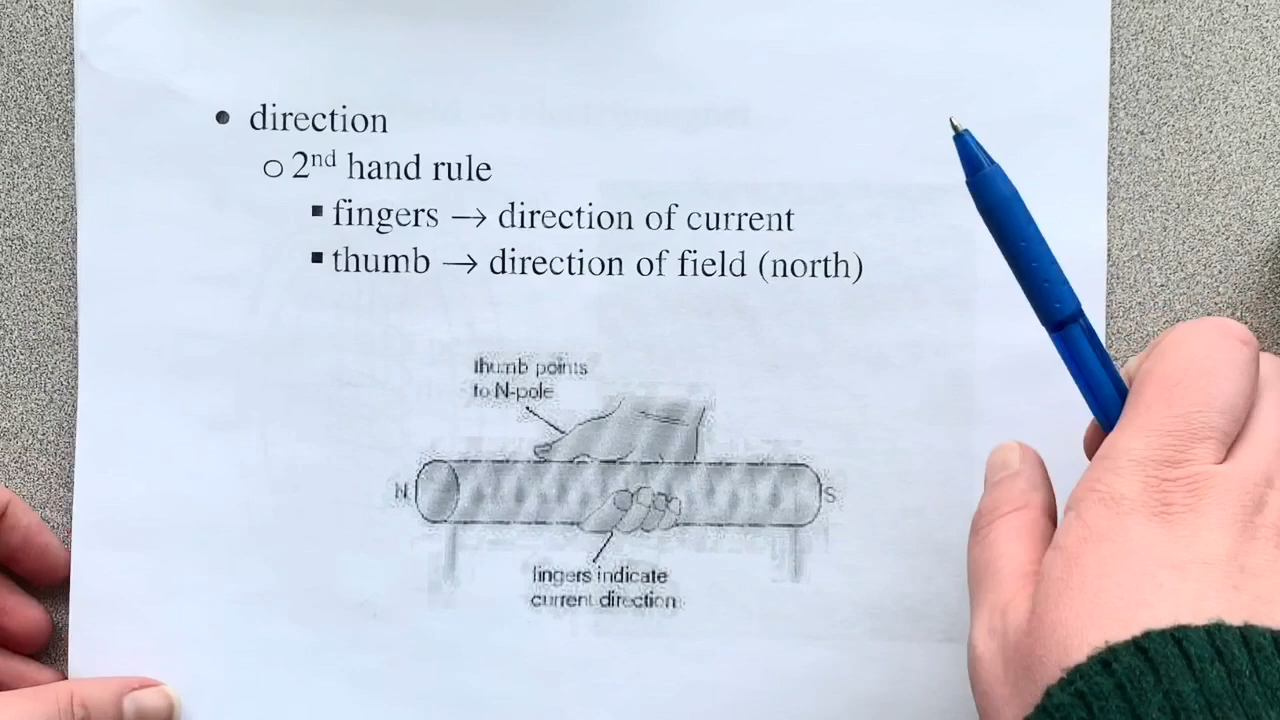 • direction
o 2nd hand rule
▪ fingers → direction of current
▪ thumb → direction of field (north)
thumb points
to N-pole
N
S
fingers indicate
current direction